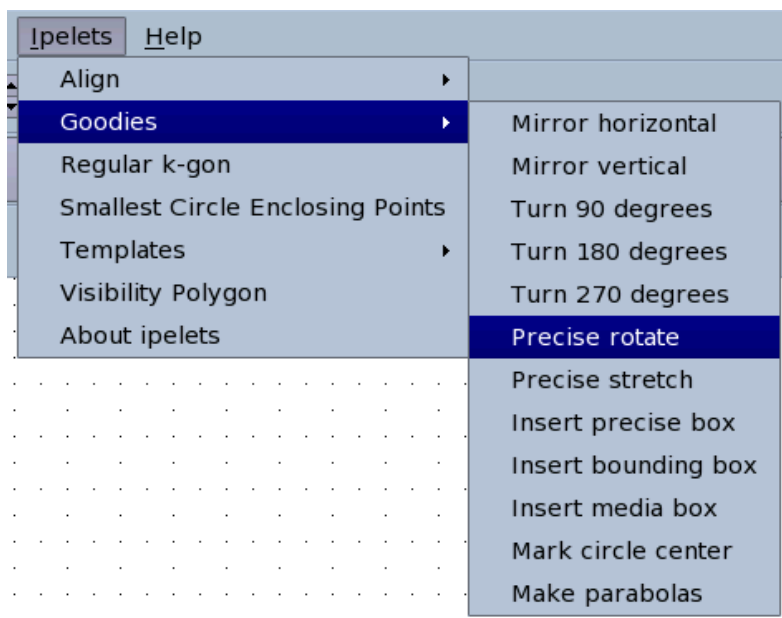 Ipelets Help
Align
Goodies
Regular k-gon
Smallest Circle Enclosing Points
Templates
Visibility Polygon
About ipelets
Mirror horizontal
Mirror vertical
Turn 90 degrees
Turn 180 degrees
Turn 270 degrees
Precise rotate
Precise stretch
Insert precise box
Insert bounding box
Insert media box
Mark circle center
Make parabolas